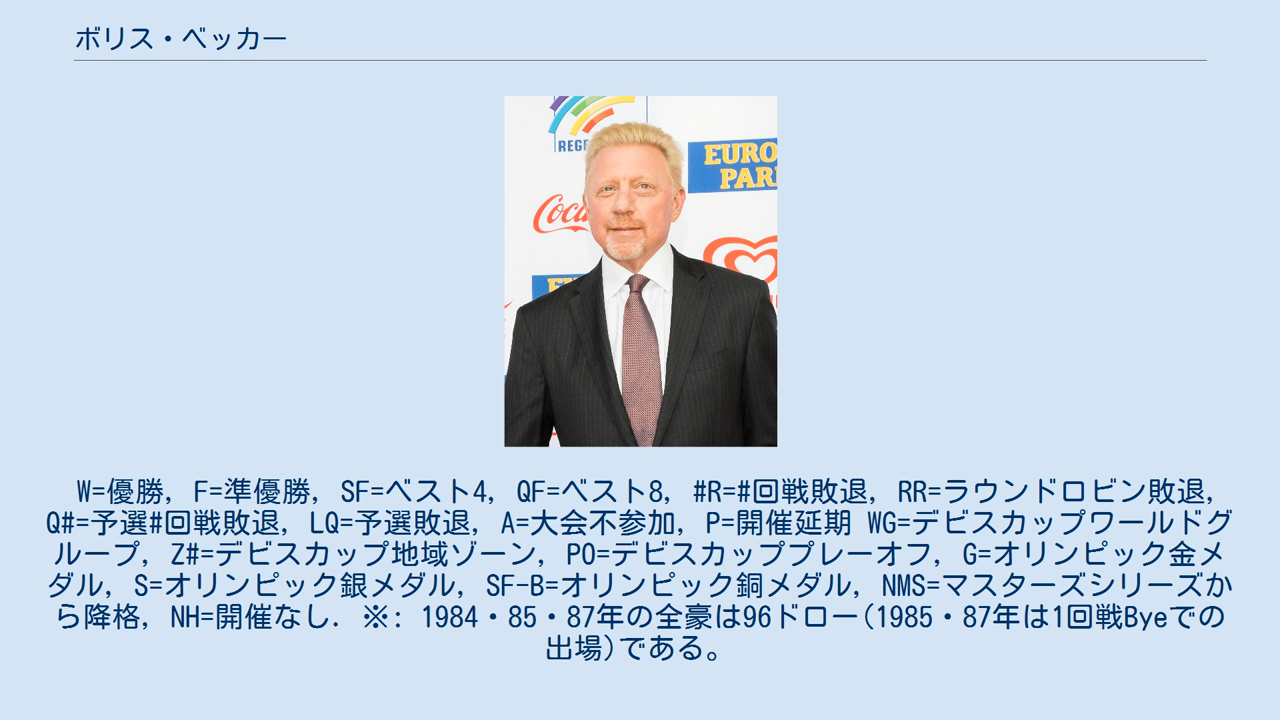 ボリス・ベッカー
REGE
EURO
PAR
Coca
EU
W=優勝, F=準優勝, SF=ベスト4, QF=ベスト8, #R=#回戦敗退, RR=ラウンドロビン敗退,
Q#=予選#回戦敗退, LQ=予選敗退, A=大会不参加, P=開催延期 WG=デビスカップワールドグ
ループ, Z#=デビスカップ地域ゾーン, PO=デビスカッププレーオフ, G=オリンピック金メ
ダル, S=オリンピック銀メダル, SF-B=オリンピック銅メダル, NMS=マスターズシリーズか
ら降格, NH=開催なし. ※: 1984・85・87年の全豪は96ドロー(1985・87年は1回戦Byeでの
出場)である。